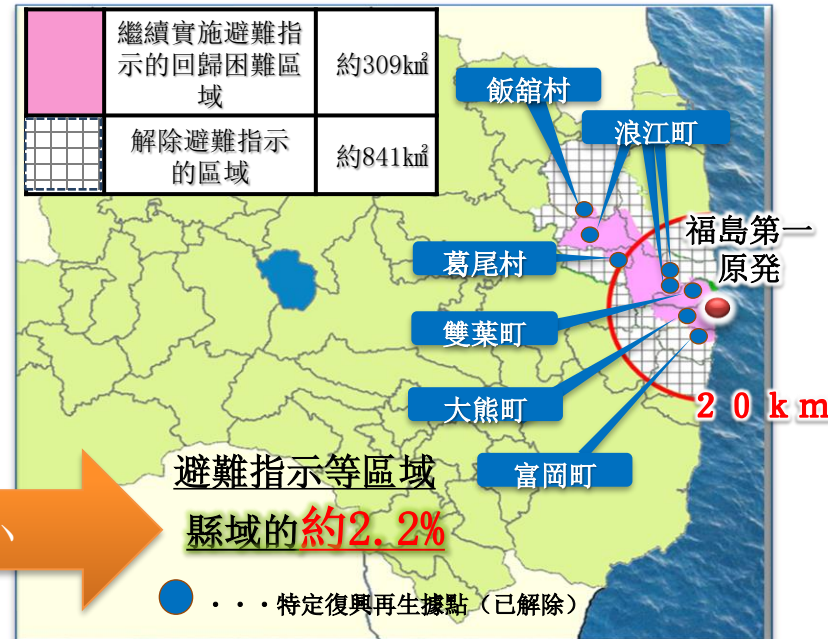 繼續實施避難指
示的回歸困難區
域
約309㎢
解除避難指示
的區域
約841㎢
飯舘村
浪江町
福島第一
原発
葛尾村
雙葉町
大熊町
20km
富岡町
避難指示等區域
縣域的約2.2%
、
・・・特定復興再生據點（已解除）